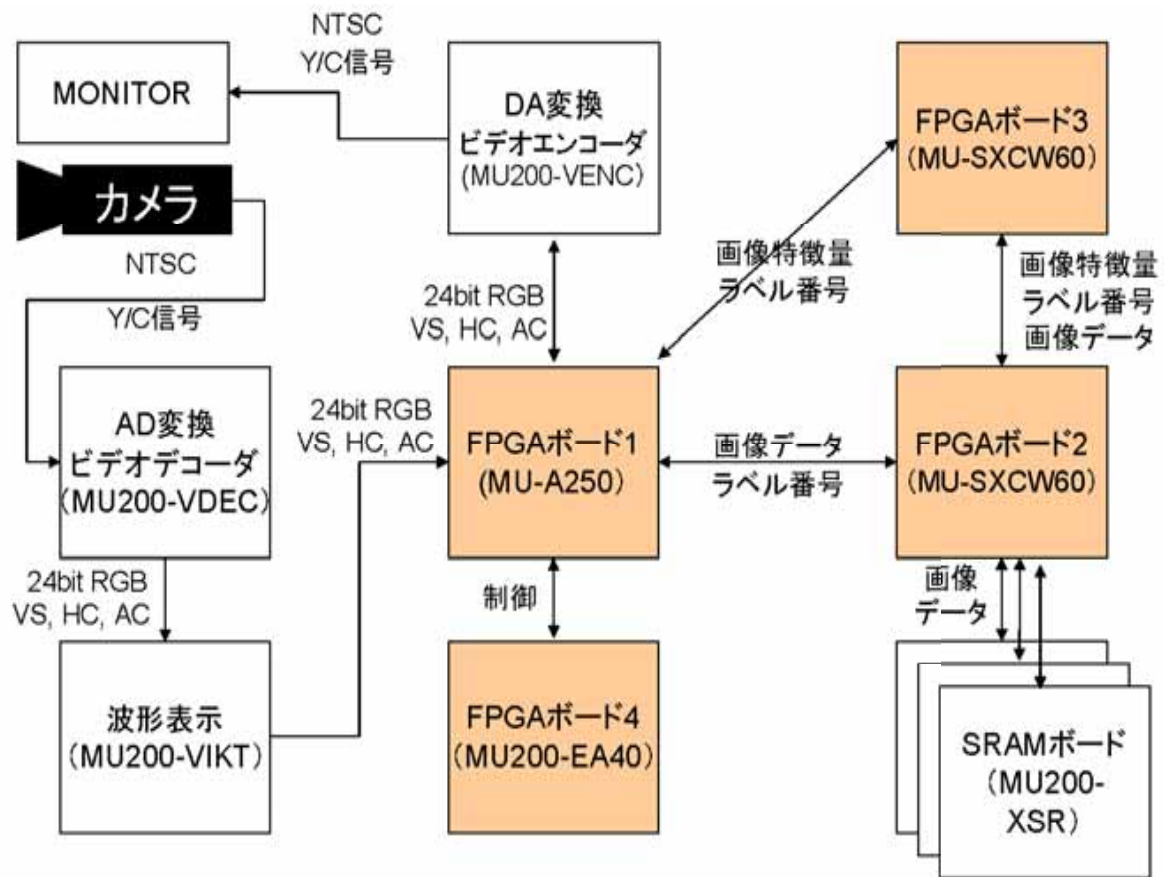 MONITOR
NTSC
Y/C信号
DA変換
ビデオエンコーダ
(MU200-VENC)
FPGAボード3
(MU-SXCW60)
カメラ
NTSC
Y/C信号
24bit RGB
VS, HC, AC
画像特徴量
ラベル番号
画像特徴量
ラベル番号
画像データ
AD変換
ビデオデコーダ
(MU200-VDEC)
24bit RGB
VS, HC, AC
FPGAボード1
(MU-A250)
画像データ
ラベル番号
FPGAボード2
(MU-SXCW60)
24bit RGB
VS, HC, AC
制御
画像
データ
波形表示
(MU200-VIKT)
FPGAボード4
(MU200-EA40)
SRAMボード
(MU200-
XSR)